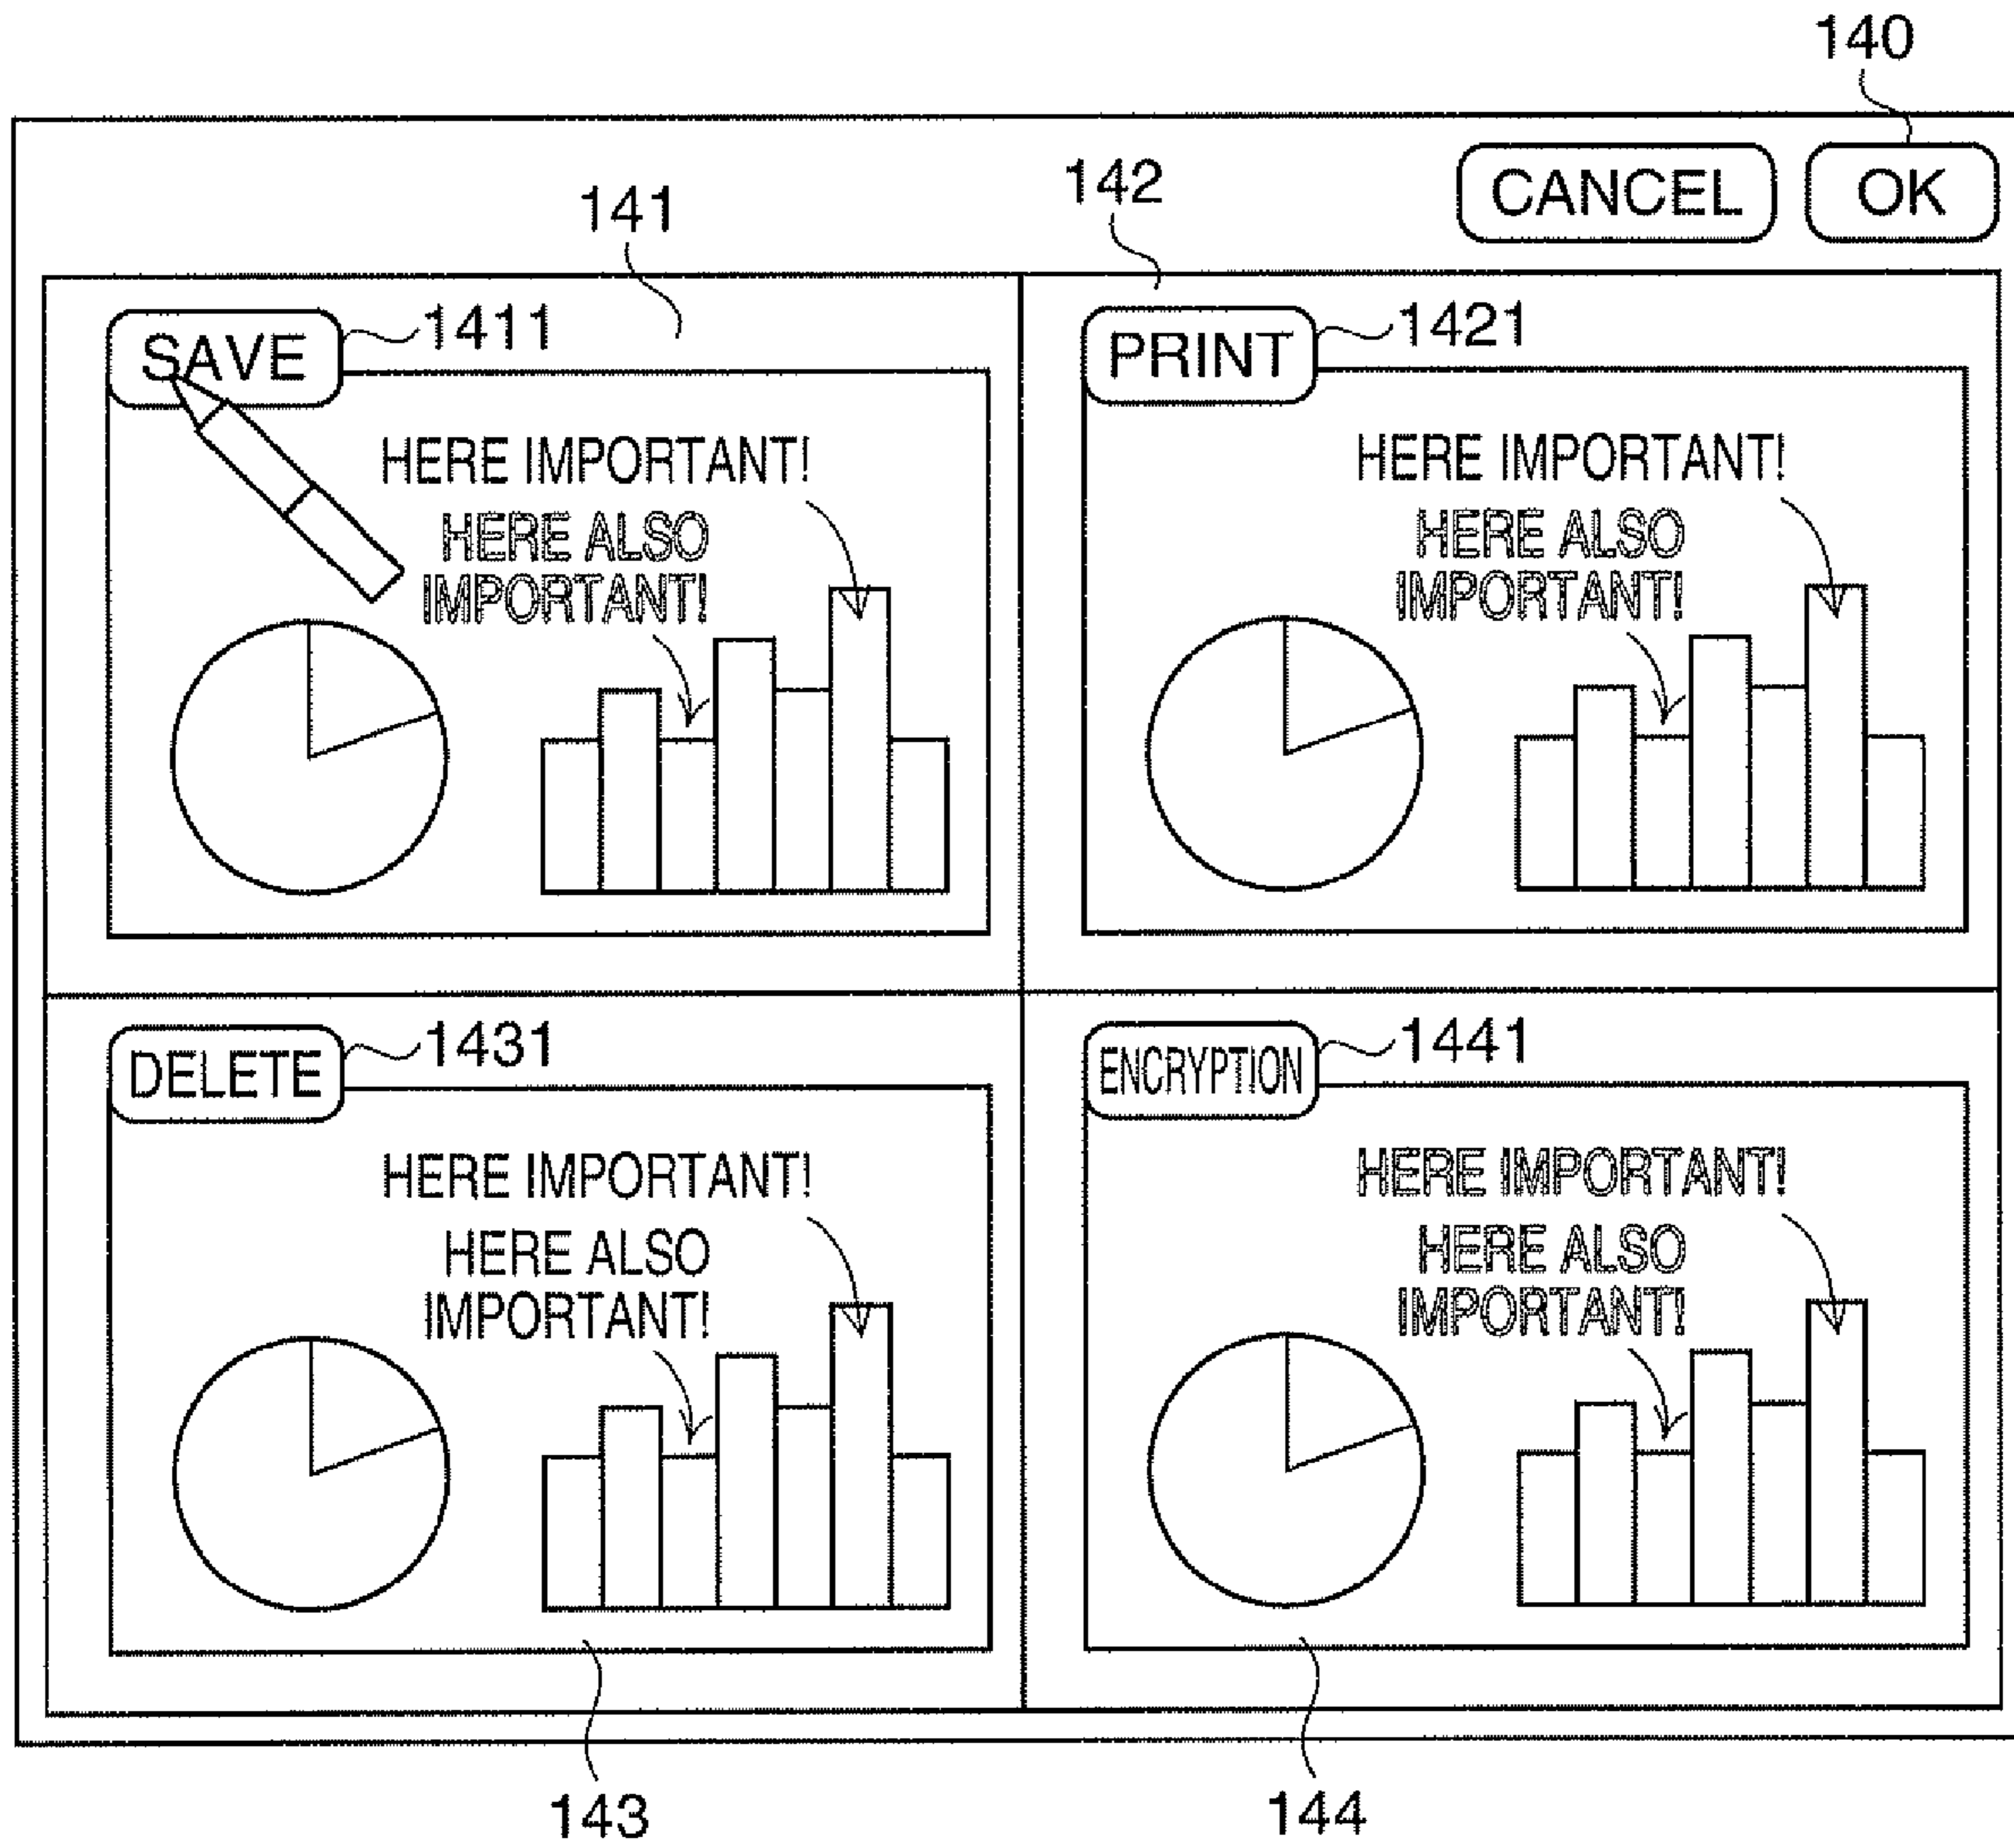 140
CANCEL OK
141
142
SAVE 1411
HERE IMPORTANT!
HERE ALSO
IMPORTANT!
PRINT 1421
HERE IMPORTANT!
HERE ALSO
IMPORTANT!
DELETE 1431
HERE IMPORTANT!
HERE ALSO
IMPORTANT!
143
ENCRYPTION 1441
HERE IMPORTANT!
HERE ALSO
IMPORTANT!
144